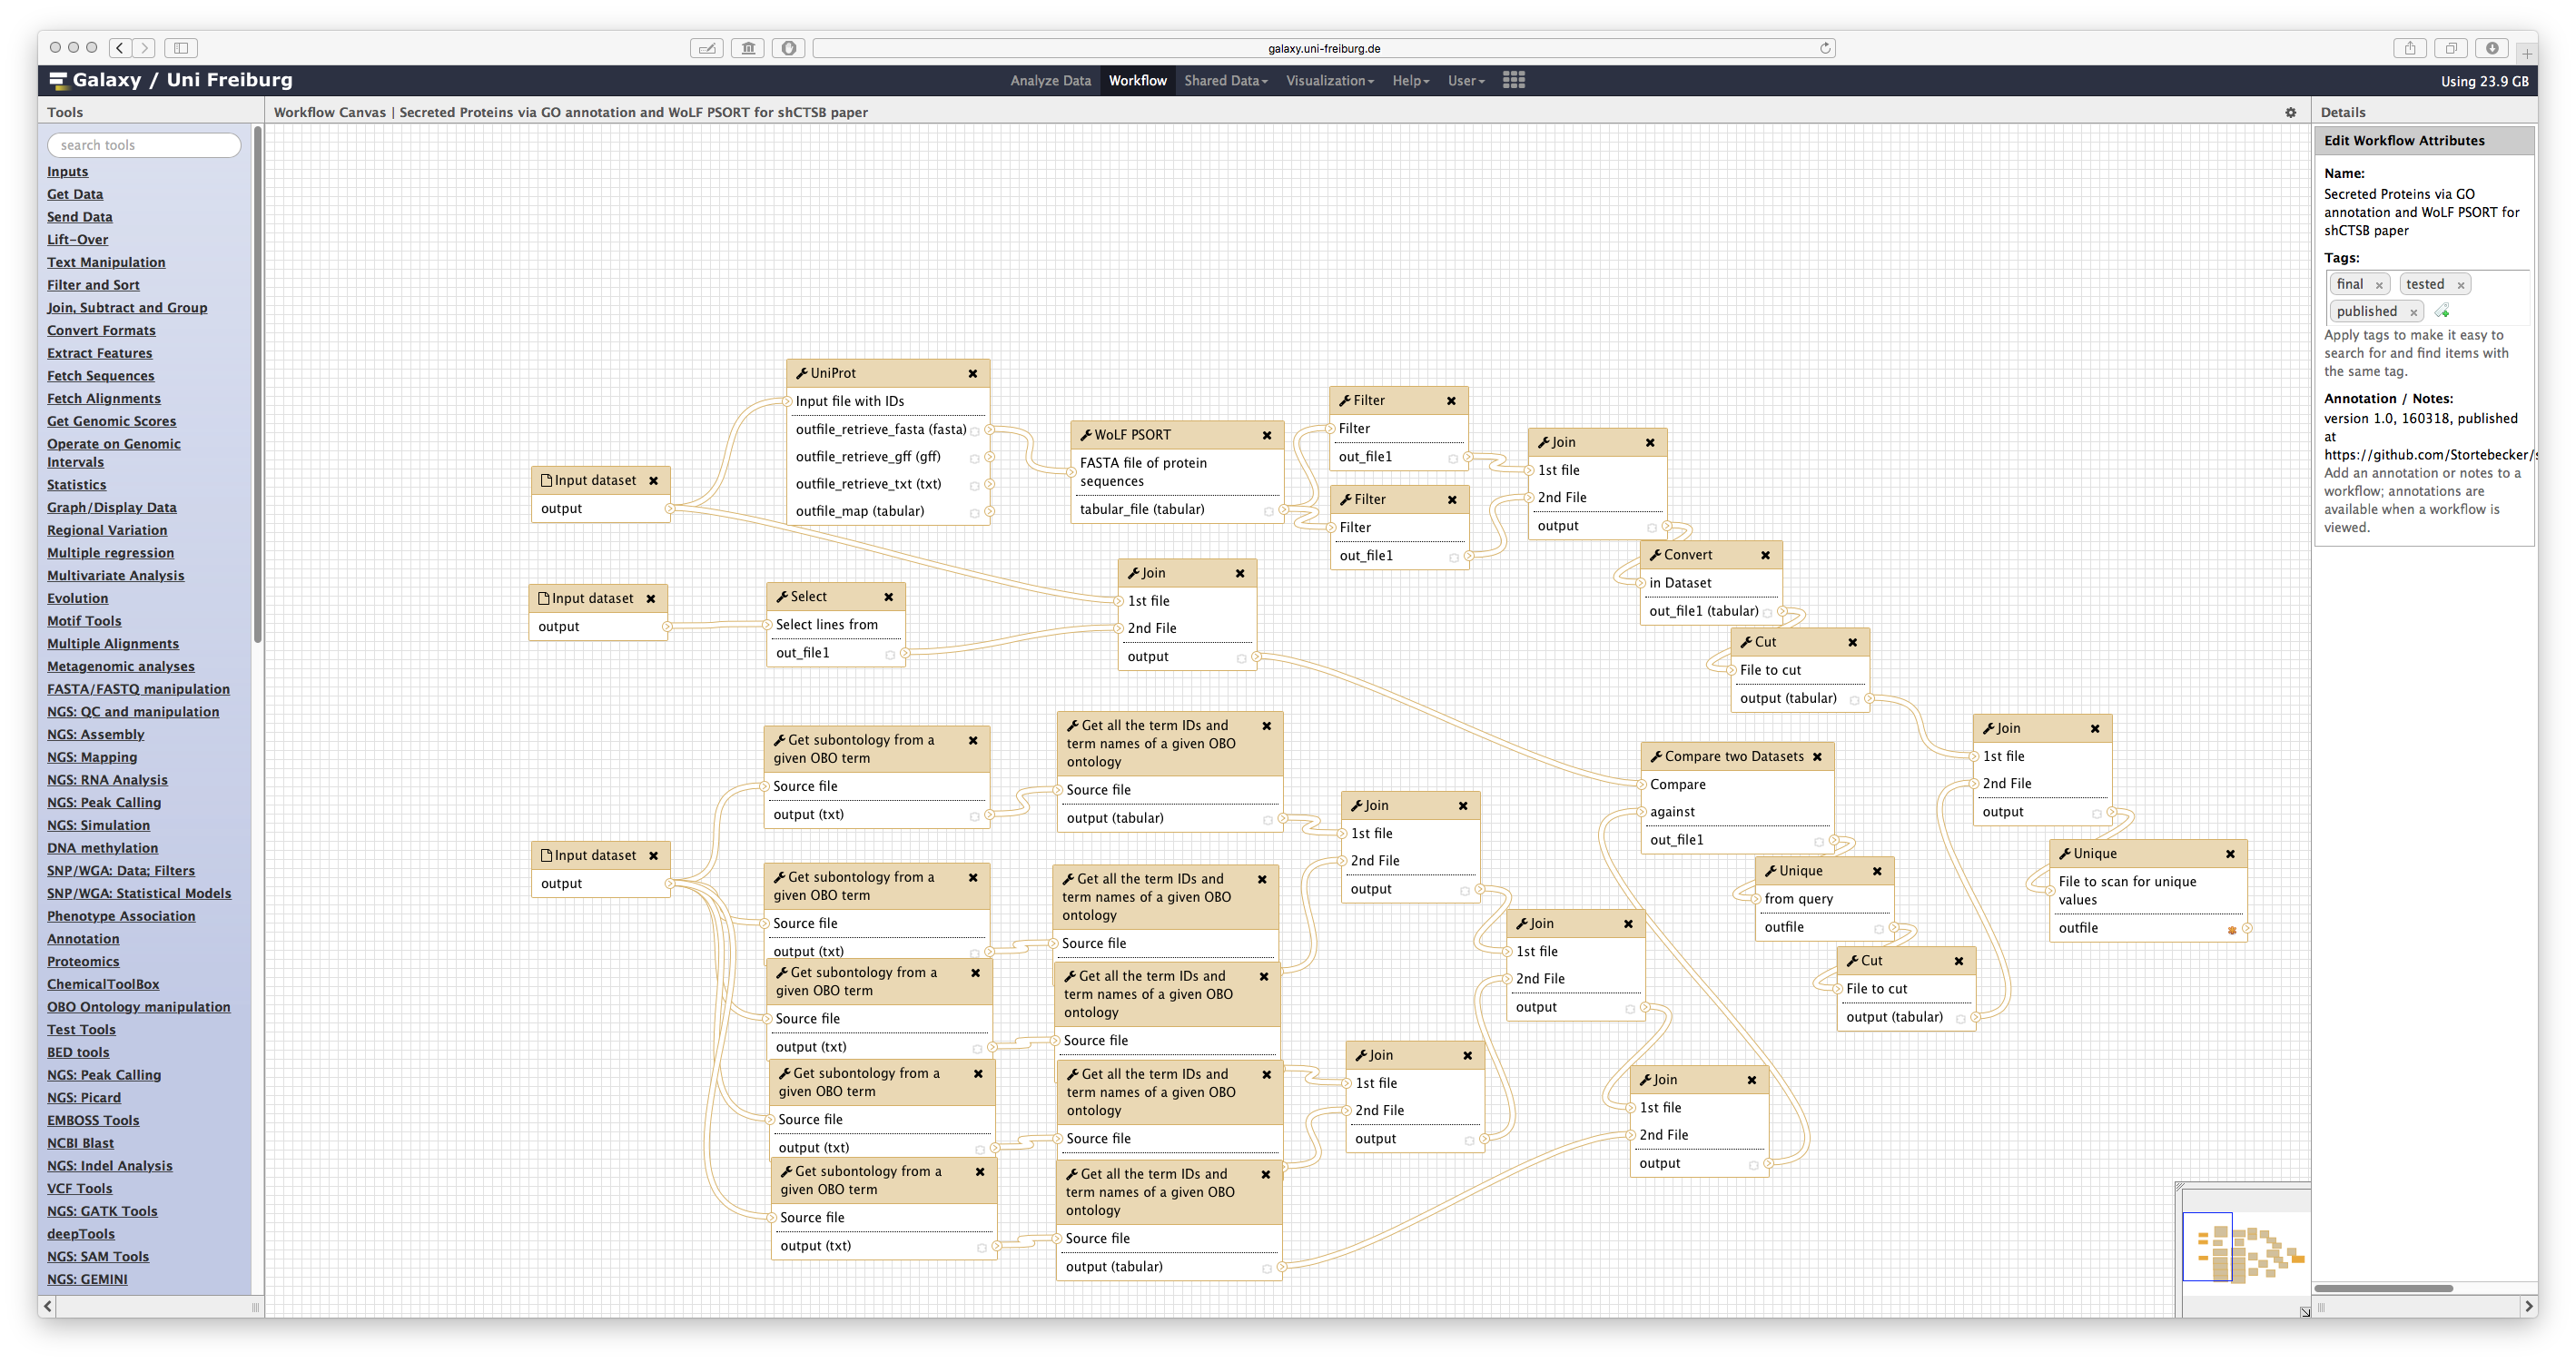 galaxy.uni-freiburg.de
Galaxy / Uni Freiburg
Analyze Data
Workflow
Shared Data
Visualization
Help
User
Using 23.9 GB
Tools
search tools
Inputs
Get Data
Send Data
Lift-Over
Text Manipulation
Filter and Sort
Join, Subtract and Group
Convert Formats
Extract Features
Fetch Sequences
Fetch Alignments
Get Genomic Scores
Operate on Genomic
Intervals
Statistics
Graph/Display Data
Regional Variation
Multiple regression
Multivariate Analysis
Evolution
Motif Tools
Multiple Alignments
Metagenomic analyses
FASTA/FASTQ manipulation
NGS: QC and manipulation
NGS: Assembly
NGS: Mapping
NGS: RNA Analysis
NGS: Peak Calling
NGS: Simulation
DNA methylation
SNP/WGA: Data; Filters
SNP/WGA: Statistical Models
Phenotype Association
Annotation
Proteomics
ChemicalToolBox
OBO Ontology manipulation
Test Tools
BED tools
NGS: Peak Calling
NGS: Picard
EMBOSS Tools
NCBI Blast
NGS: Indel Analysis
VCF Tools
NGS: GATK Tools
deepTools
NGS: SAM Tools
NGS: GEMINI
Workflow Canvas | Secreted Proteins via GO annotation and WoLF PSORT for shCTSB paper
Input dataset
output
Input dataset
output
Input dataset
output
UniProt
Input file with IDs
outfile_retrieve_fasta (fasta)
outfile_retrieve_gff (gff)
outfile_retrieve_txt (txt)
outfile_map (tabular)
Select
Select lines from
out_file1
WoLF PSORT
FASTA file of protein
sequences
tabular_file (tabular)
Filter
Filter
out_file1
Filter
Filter
out_file1
Join
1st file
2nd File
output
Join
1st file
2nd File
output
Convert
in Dataset
out_file1 (tabular)
Cut
File to cut
output (tabular)
Get subontology from a
given OBO term
Source file
output (txt)
Get subontology from a
given OBO term
Source file
output (txt)
Get subontology from a
given OBO term
Source file
output (txt)
Get subontology from a
given OBO term
Source file
output (txt)
Get subontology from a
given OBO term
Source file
output (txt)
Get all the term IDs and
term names of a given OBO
ontology
Source file
output (tabular)
Get all the term IDs and
term names of a given OBO
ontology
Source file
Get all the term IDs and
term names of a given OBO
ontology
Source file
Get all the term IDs and
term names of a given OBO
ontology
Source file
Get all the term IDs and
term names of a given OBO
ontology
Source file
output (tabular)
Join
1st file
2nd File
output
Join
1st file
2nd File
output
Join
1st file
2nd File
output
Join
1st file
2nd File
output
Compare two Datasets
Compare
against
out_file1
Unique
from query
outfile
Cut
File to cut
output (tabular)
Join
1st file
2nd File
output
Unique
File to scan for unique
values
outfile
Details
Edit Workflow Attributes
Name:
Secreted Proteins via GO
annotation and WoLF PSORT for
shCTSB paper
Tags:
final
tested
published
Apply tags to make it easy to
search for and find items with
the same tag.
Annotation / Notes:
version 1.0, 160318, published
at
https://github.com/Stortebecker/
Add an annotation or notes to a
workflow; annotations are
available when a workflow is
viewed.